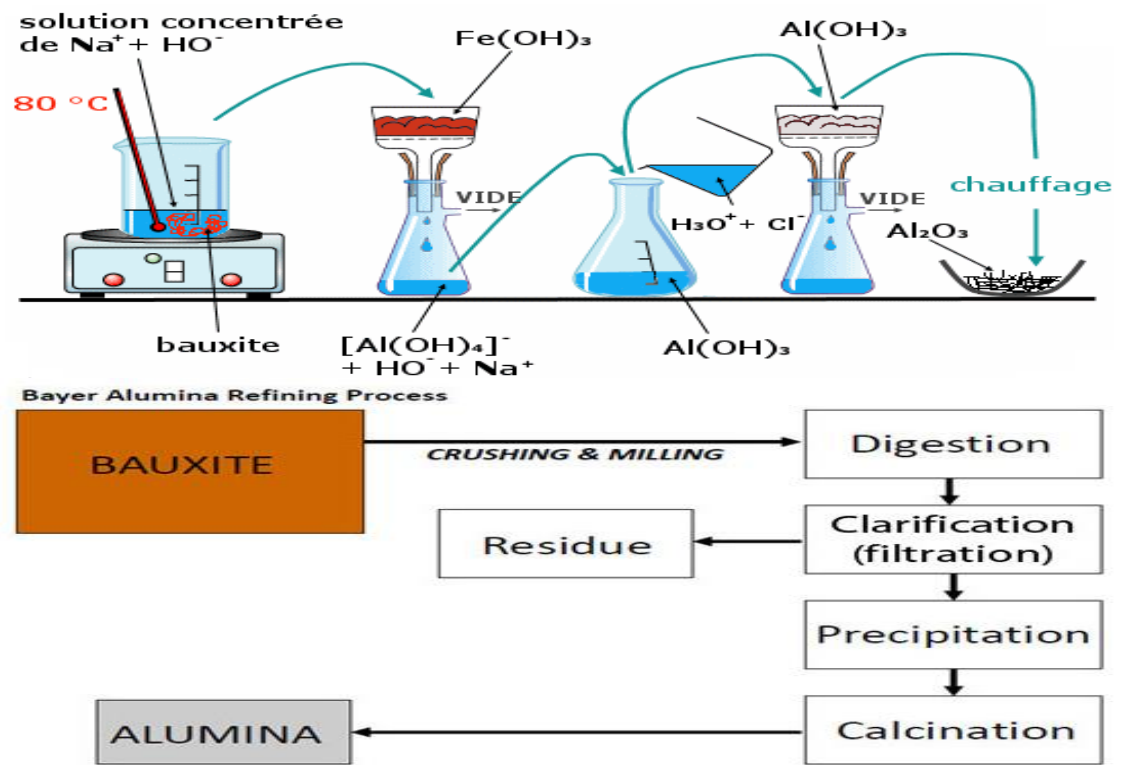 solution concentrée
de Na⁺ + HO⁻
80 °C
Fe(OH)₃
Al(OH)₃
VIDE
H₃O⁺ + Cl⁻
VIDE
chauffage
Al₂O₃
bauxite
[Al(OH)₄]⁻
+ HO⁻ + Na⁺
Al(OH)₃
Bayer Alumina Refining Process
BAUXITE
CRUSHING & MILLING
Digestion
Residue
Clarification
(filtration)
Precipitation
ALUMINA
Calcination